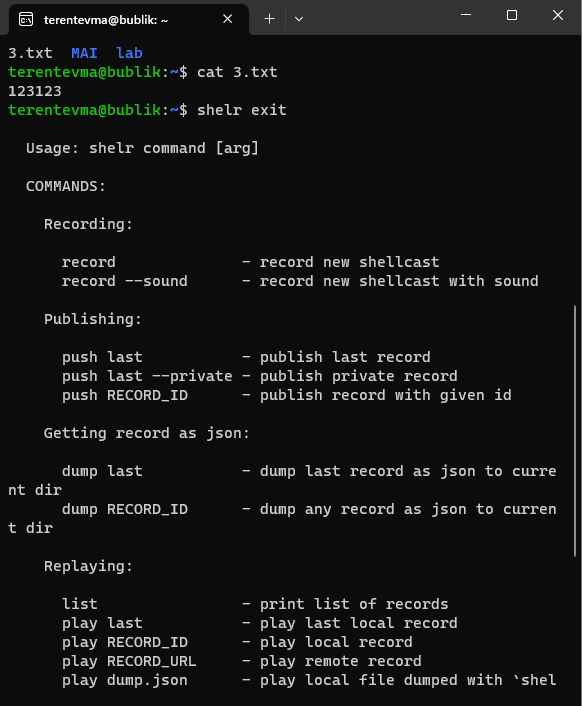 terentevma@bublik: ~
3.txt  MAI  lab
terentevma@bublik:~$ cat 3.txt
123123
terentevma@bublik:~$ shelr exit
Usage: shelr command [arg]
COMMANDS:
Recording:
record              - record new shellcast
record --sound      - record new shellcast with sound
Publishing:
push last           - publish last record
push last --private - publish private record
push RECORD_ID      - publish record with given id
Getting record as json:
dump last           - dump last record as json to curre
nt dir
dump RECORD_ID      - dump any record as json to curren
t dir
Replaying:
list                - print list of records
play last           - play last local record
play RECORD_ID      - play local record
play RECORD_URL     - play remote record
play dump.json      - play local file dumped with `shel